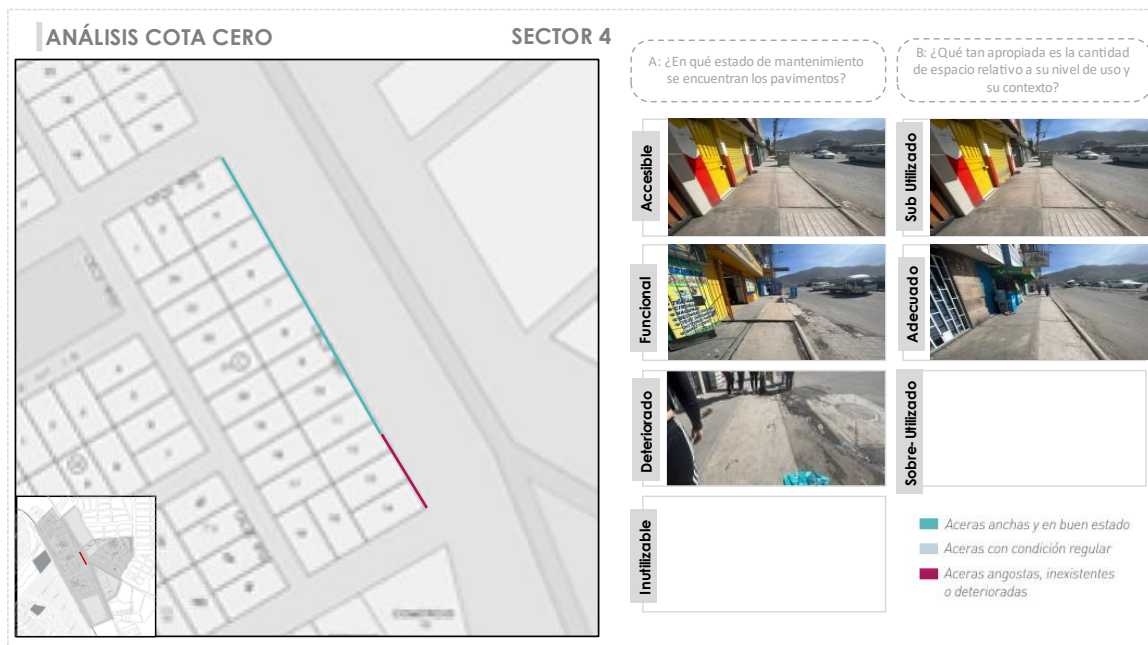 ANÁLISIS COTA CERO
SECTOR 4
A: ¿En qué estado de mantenimiento
se encuentran los pavimentos?
B: ¿Qué tan apropiada es la cantidad
de espacio relativo a su nivel de uso y
su contexto?
Accesible
Sub Utilizado
Funcional
Adecuado
Deteriorado
Sobre- Utilizado
Inutilizable
Aceras anchas y en buen estado
Aceras con condición regular
Aceras angostas, inexistentes
o deterioradas